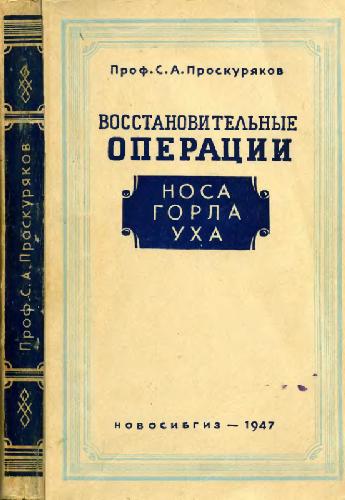 Проф. С. А. Проскуряков
ВОССТАНОВИТЕЛЬНЫЕ
ОПЕРАЦИИ
НОСА
ГОРЛА
УХА
НОВОСИБГИЗ — 1947
Проф. С. А. Проскуряков